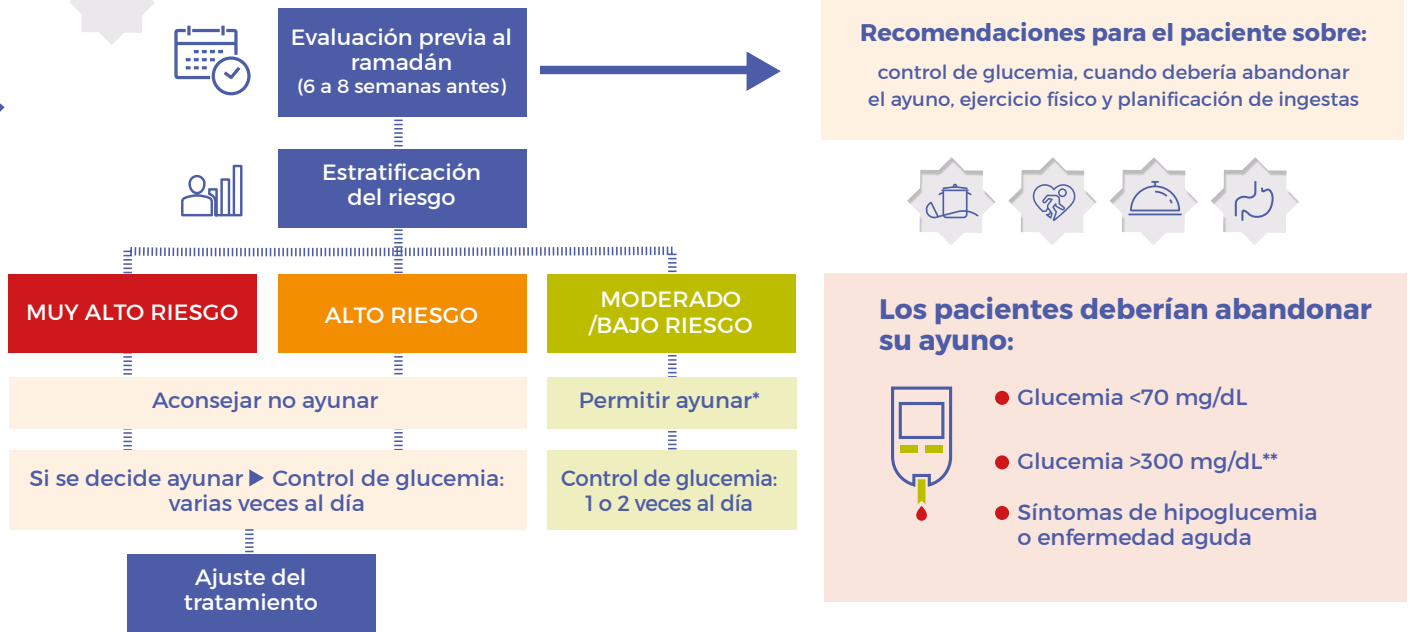 Evaluación previa al
ramadán
(6 a 8 semanas antes)
Recomendaciones para el paciente sobre:
control de glucemia, cuando debería abandonar
el ayuno, ejercicio físico y planificación de ingestas
Estratificación
del riesgo
MUY ALTO RIESGO
ALTO RIESGO
MODERADO
/BAJO RIESGO
Aconsejar no ayunar
Permitir ayunar*
Si se decide ayunar ▶ Control de glucemia:
varias veces al día
Control de glucemia:
1 o 2 veces al día
Ajuste del
tratamiento
Los pacientes deberían abandonar
su ayuno:
● Glucemia <70 mg/dL
● Glucemia >300 mg/dL**
● Síntomas de hipoglucemia
o enfermedad aguda